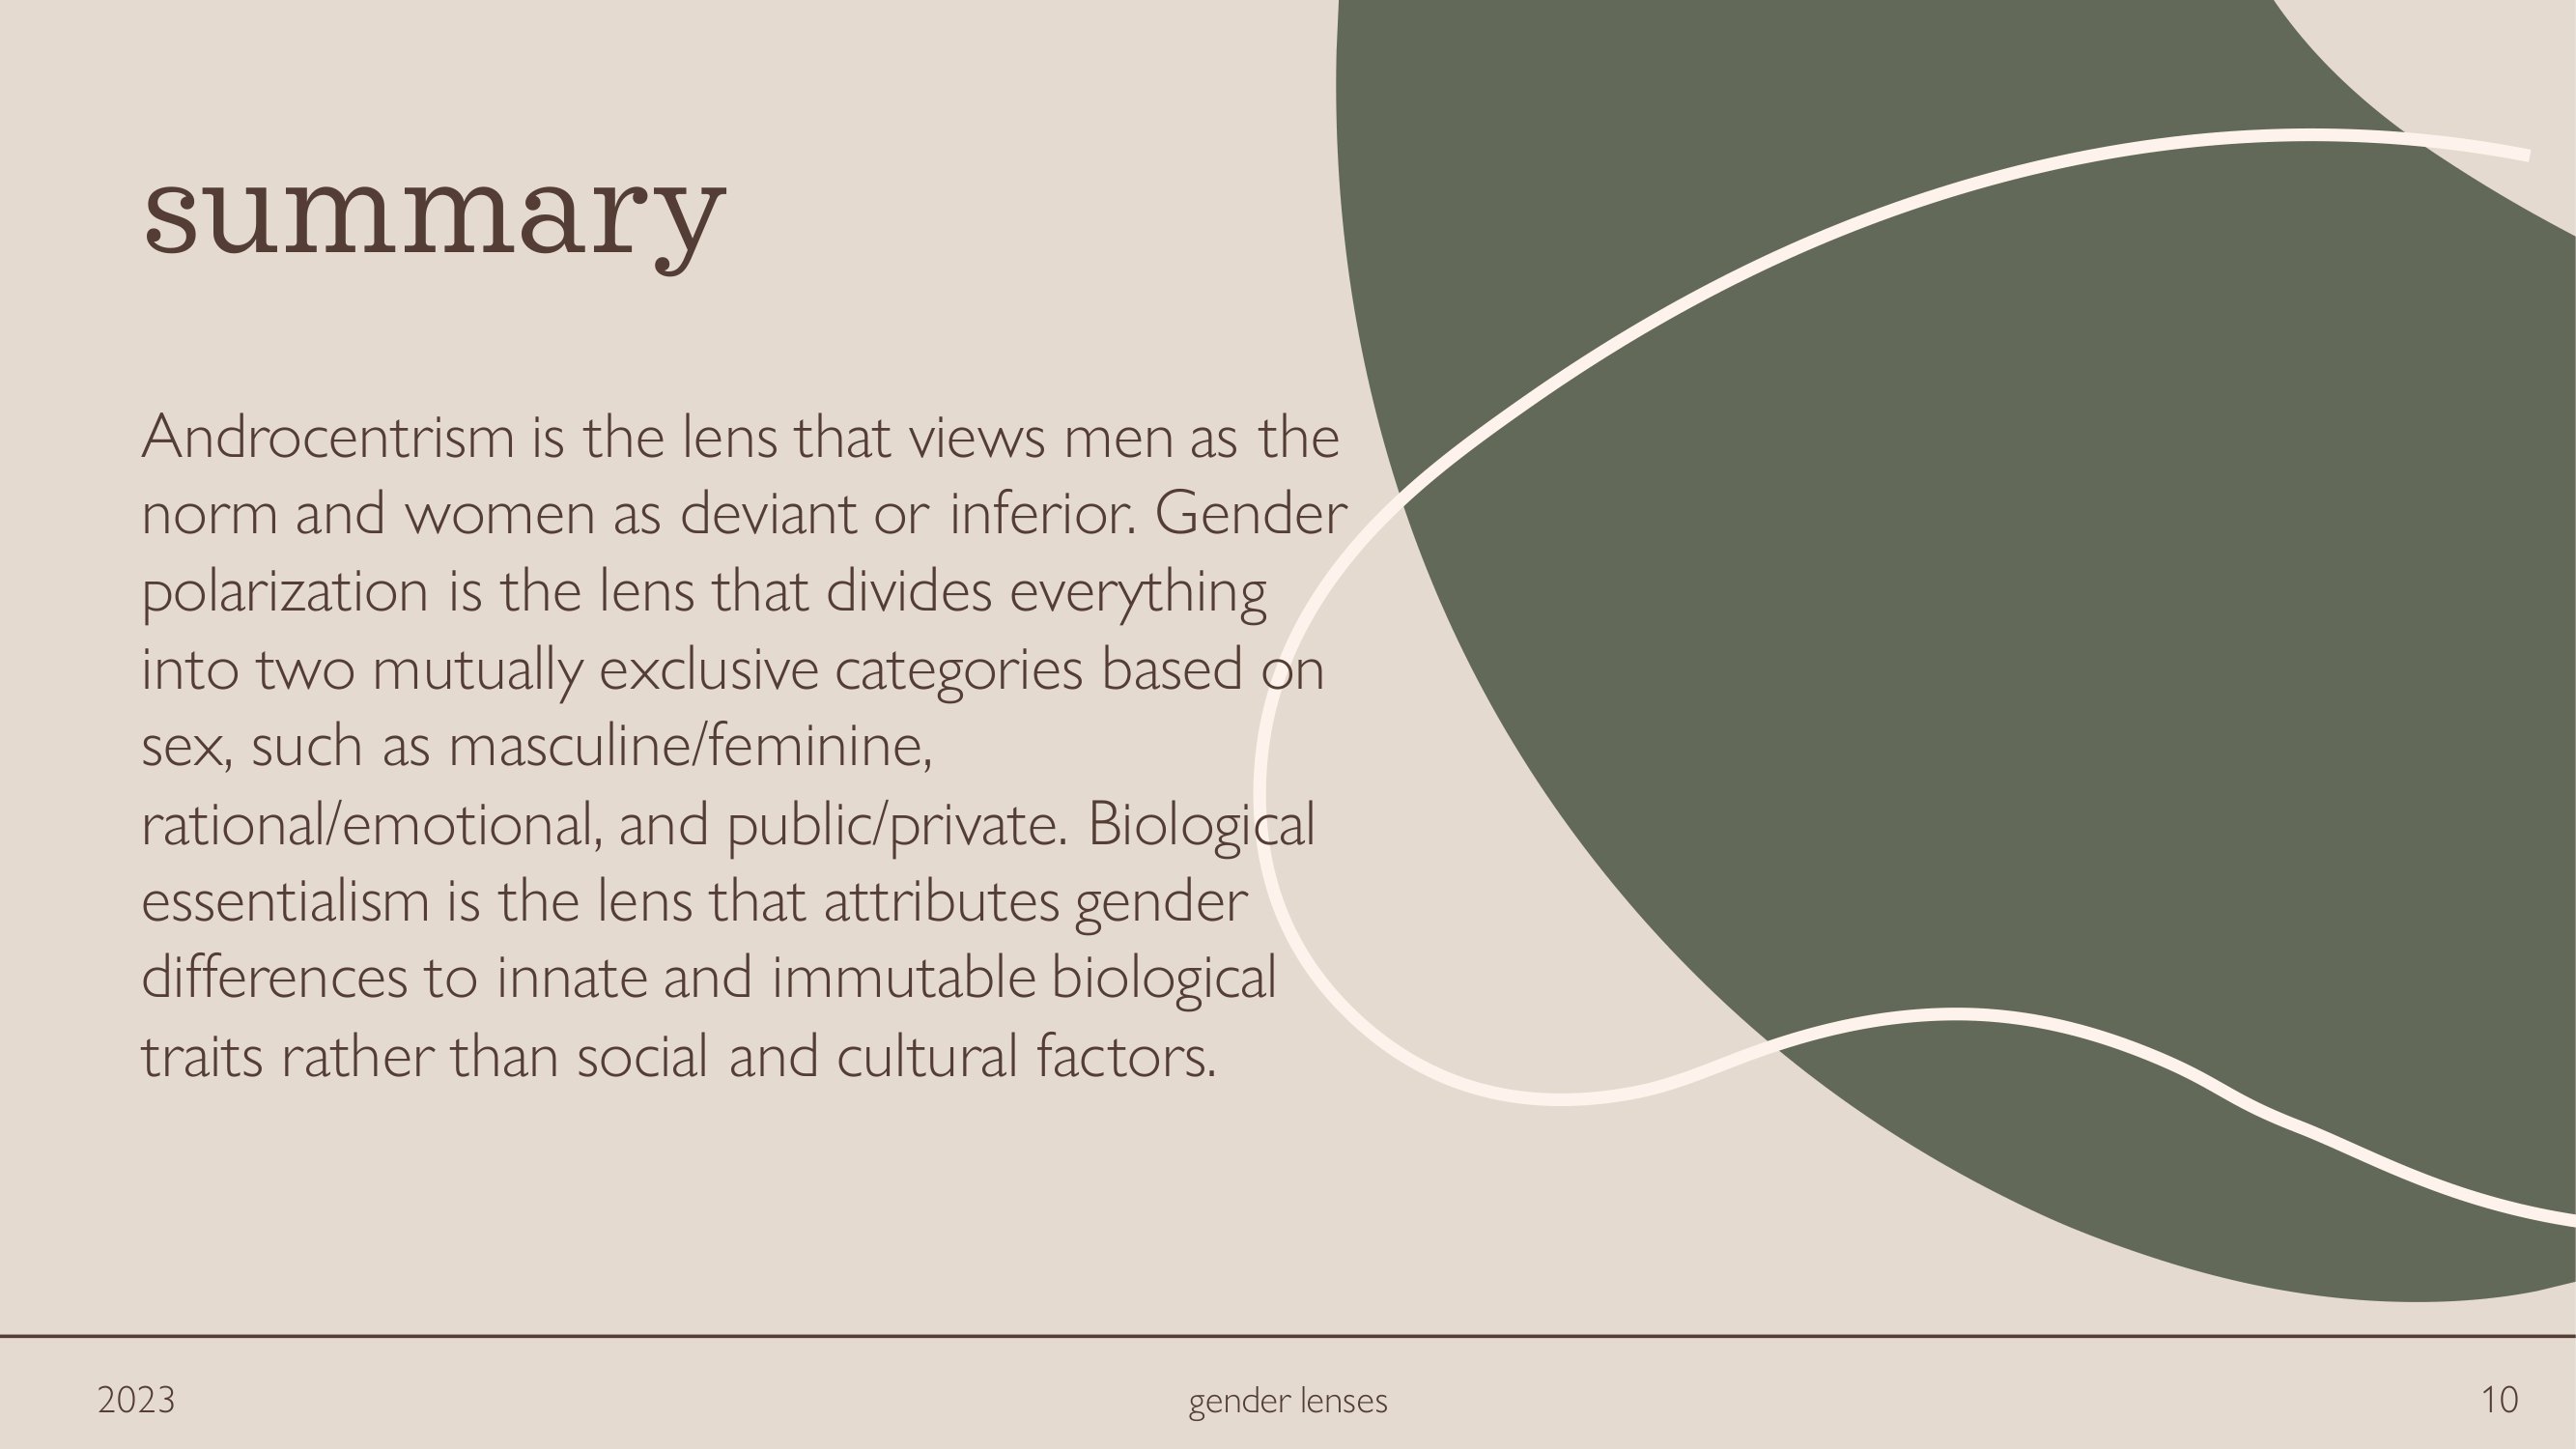 summary
Androcentrism is the lens that views men as the
norm and women as deviant or inferior. Gender
polarization is the lens that divides everything
into two mutually exclusive categories based on
sex, such as masculine/feminine,
rational/emotional, and public/private. Biological
essentialism is the lens that attributes gender
differences to innate and immutable biological
traits rather than social and cultural factors.
2023
gender lenses
10